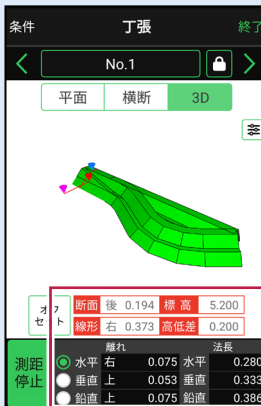 条件 丁張 終了
No.1
平面 横断 3D
オフセット
断面 後 0.194 標高 5.200
線形 右 0.373 高低差 0.200
離れ 法長
測距停止
水平 右 0.075 水平 0.280
垂直 上 0.053 垂直 0.333
鉛直 上 0.075 鉛直 0.386